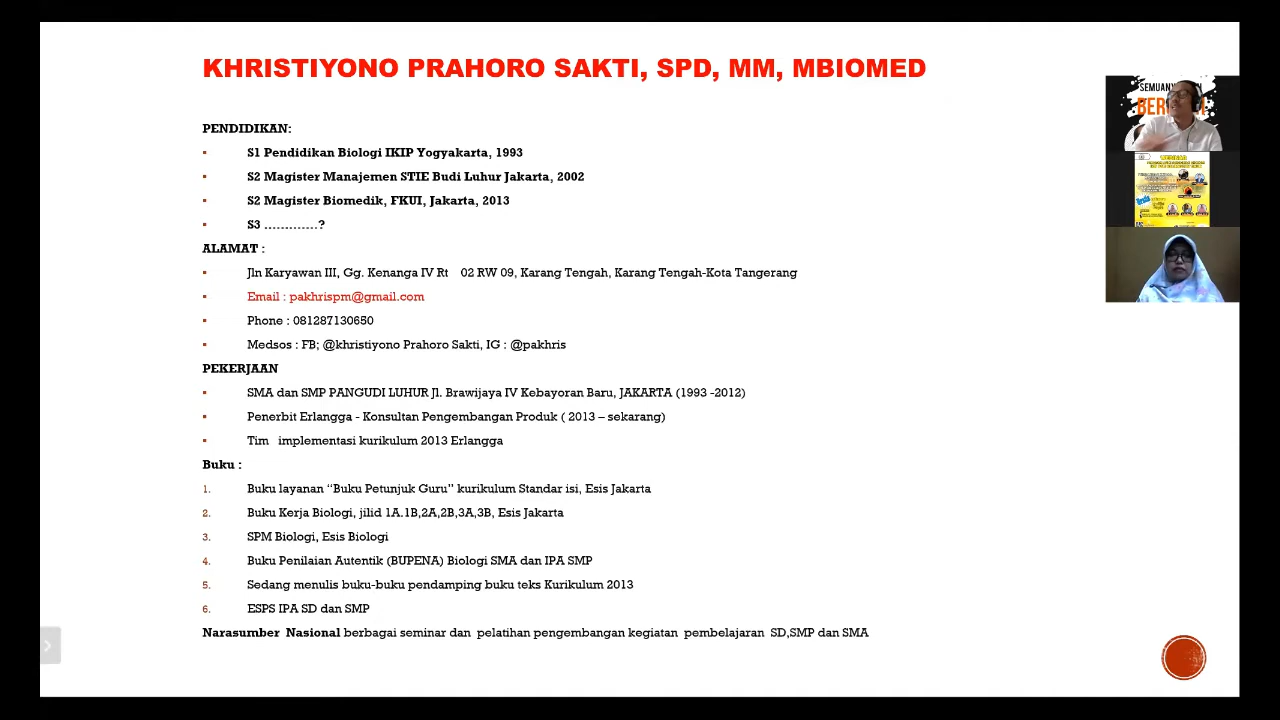 KHRISTIYONO PRAHORO SAKTI, SPD, MM, MBIOMED
PENDIDIKAN:
S1 Pendidikan Biologi IKIP Yogyakarta, 1993
S2 Magister Manajemen STIE Budi Luhur Jakarta, 2002
S2 Magister Biomedik, FKUI, Jakarta, 2013
S3 .............?
ALAMAT :
Jln Karyawan III, Gg. Kenanga IV Rt 02 RW 09, Karang Tengah, Karang Tengah-Kota Tangerang
Email : pakhrispm@gmail.com
Phone : 081287130650
Medsos : FB; @khristiyono Prahoro Sakti, IG : @pakhris
PEKERJAAN
SMA dan SMP PANGUDI LUHUR Jl. Brawijaya IV Kebayoran Baru, JAKARTA (1993 -2012)
Penerbit Erlangga - Konsultan Pengembangan Produk ( 2013 – sekarang)
Tim implementasi kurikulum 2013 Erlangga
Buku :
1. Buku layanan “Buku Petunjuk Guru” kurikulum Standar isi, Esis Jakarta
2. Buku Kerja Biologi, jilid 1A.1B,2A,2B,3A,3B, Esis Jakarta
3. SPM Biologi, Esis Biologi
4. Buku Penilaian Autentik (BUPENA) Biologi SMA dan IPA SMP
5. Sedang menulis buku-buku pendamping buku teks Kurikulum 2013
6. ESPS IPA SD dan SMP
Narasumber Nasional berbagai seminar dan pelatihan pengembangan kegiatan pembelajaran SD,SMP dan SMA
WEBINAR